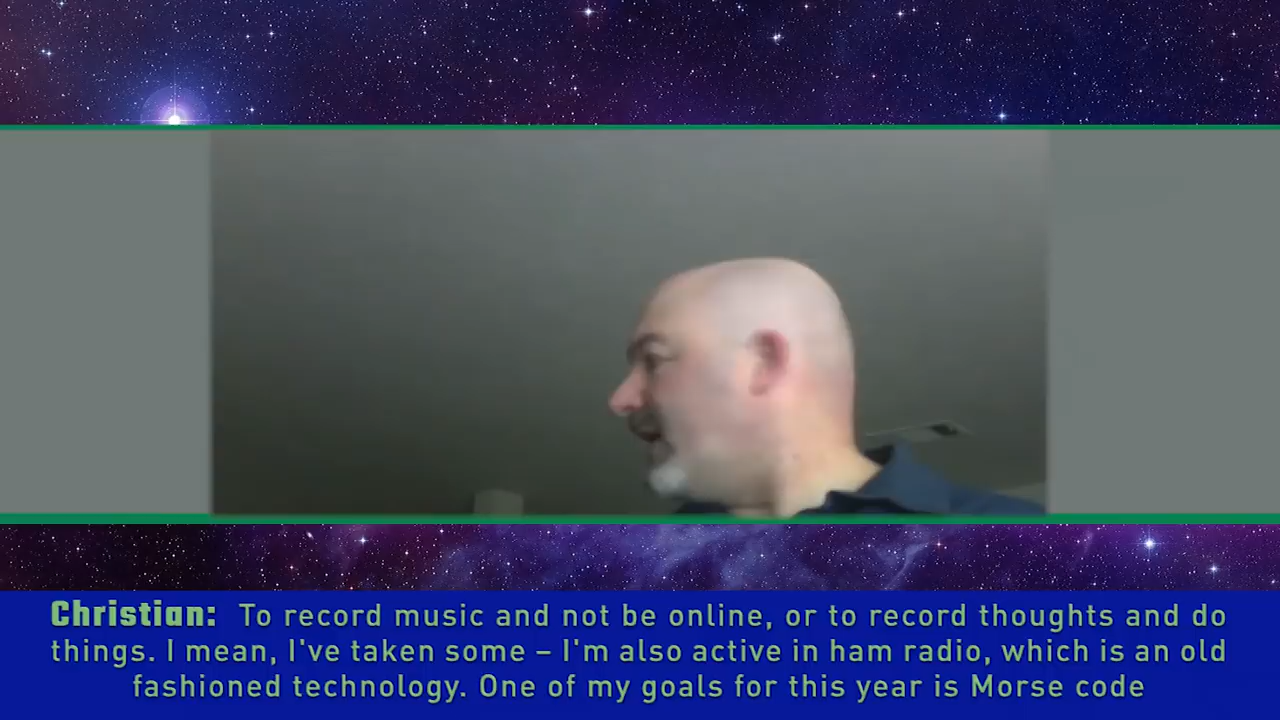 Christian: To record music and not be online, or to record thoughts and do
things. I mean, I've taken some – I'm also active in ham radio, which is an old
fashioned technology. One of my goals for this year is Morse code